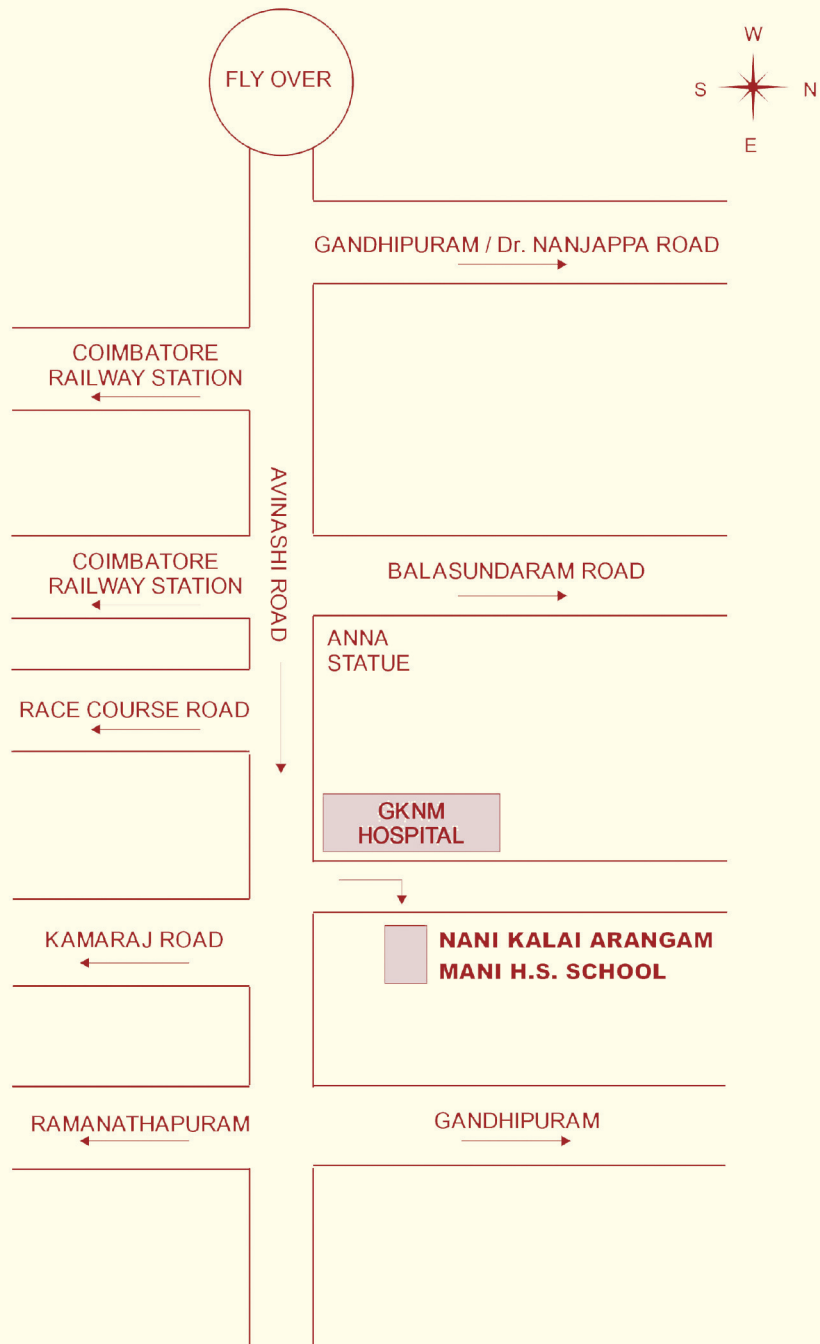 FLY OVER
W
S
N
E
GANDHIPURAM / Dr. NANJAPPA ROAD
COIMBATORE
RAILWAY STATION
AVINASHI ROAD
COIMBATORE
RAILWAY STATION
BALASUNDARAM ROAD
ANNA
STATUE
RACE COURSE ROAD
GKNM
HOSPITAL
KAMARAJ ROAD
NANI KALAI ARANGAM
MANI H.S. SCHOOL
RAMANATHAPURAM
GANDHIPURAM